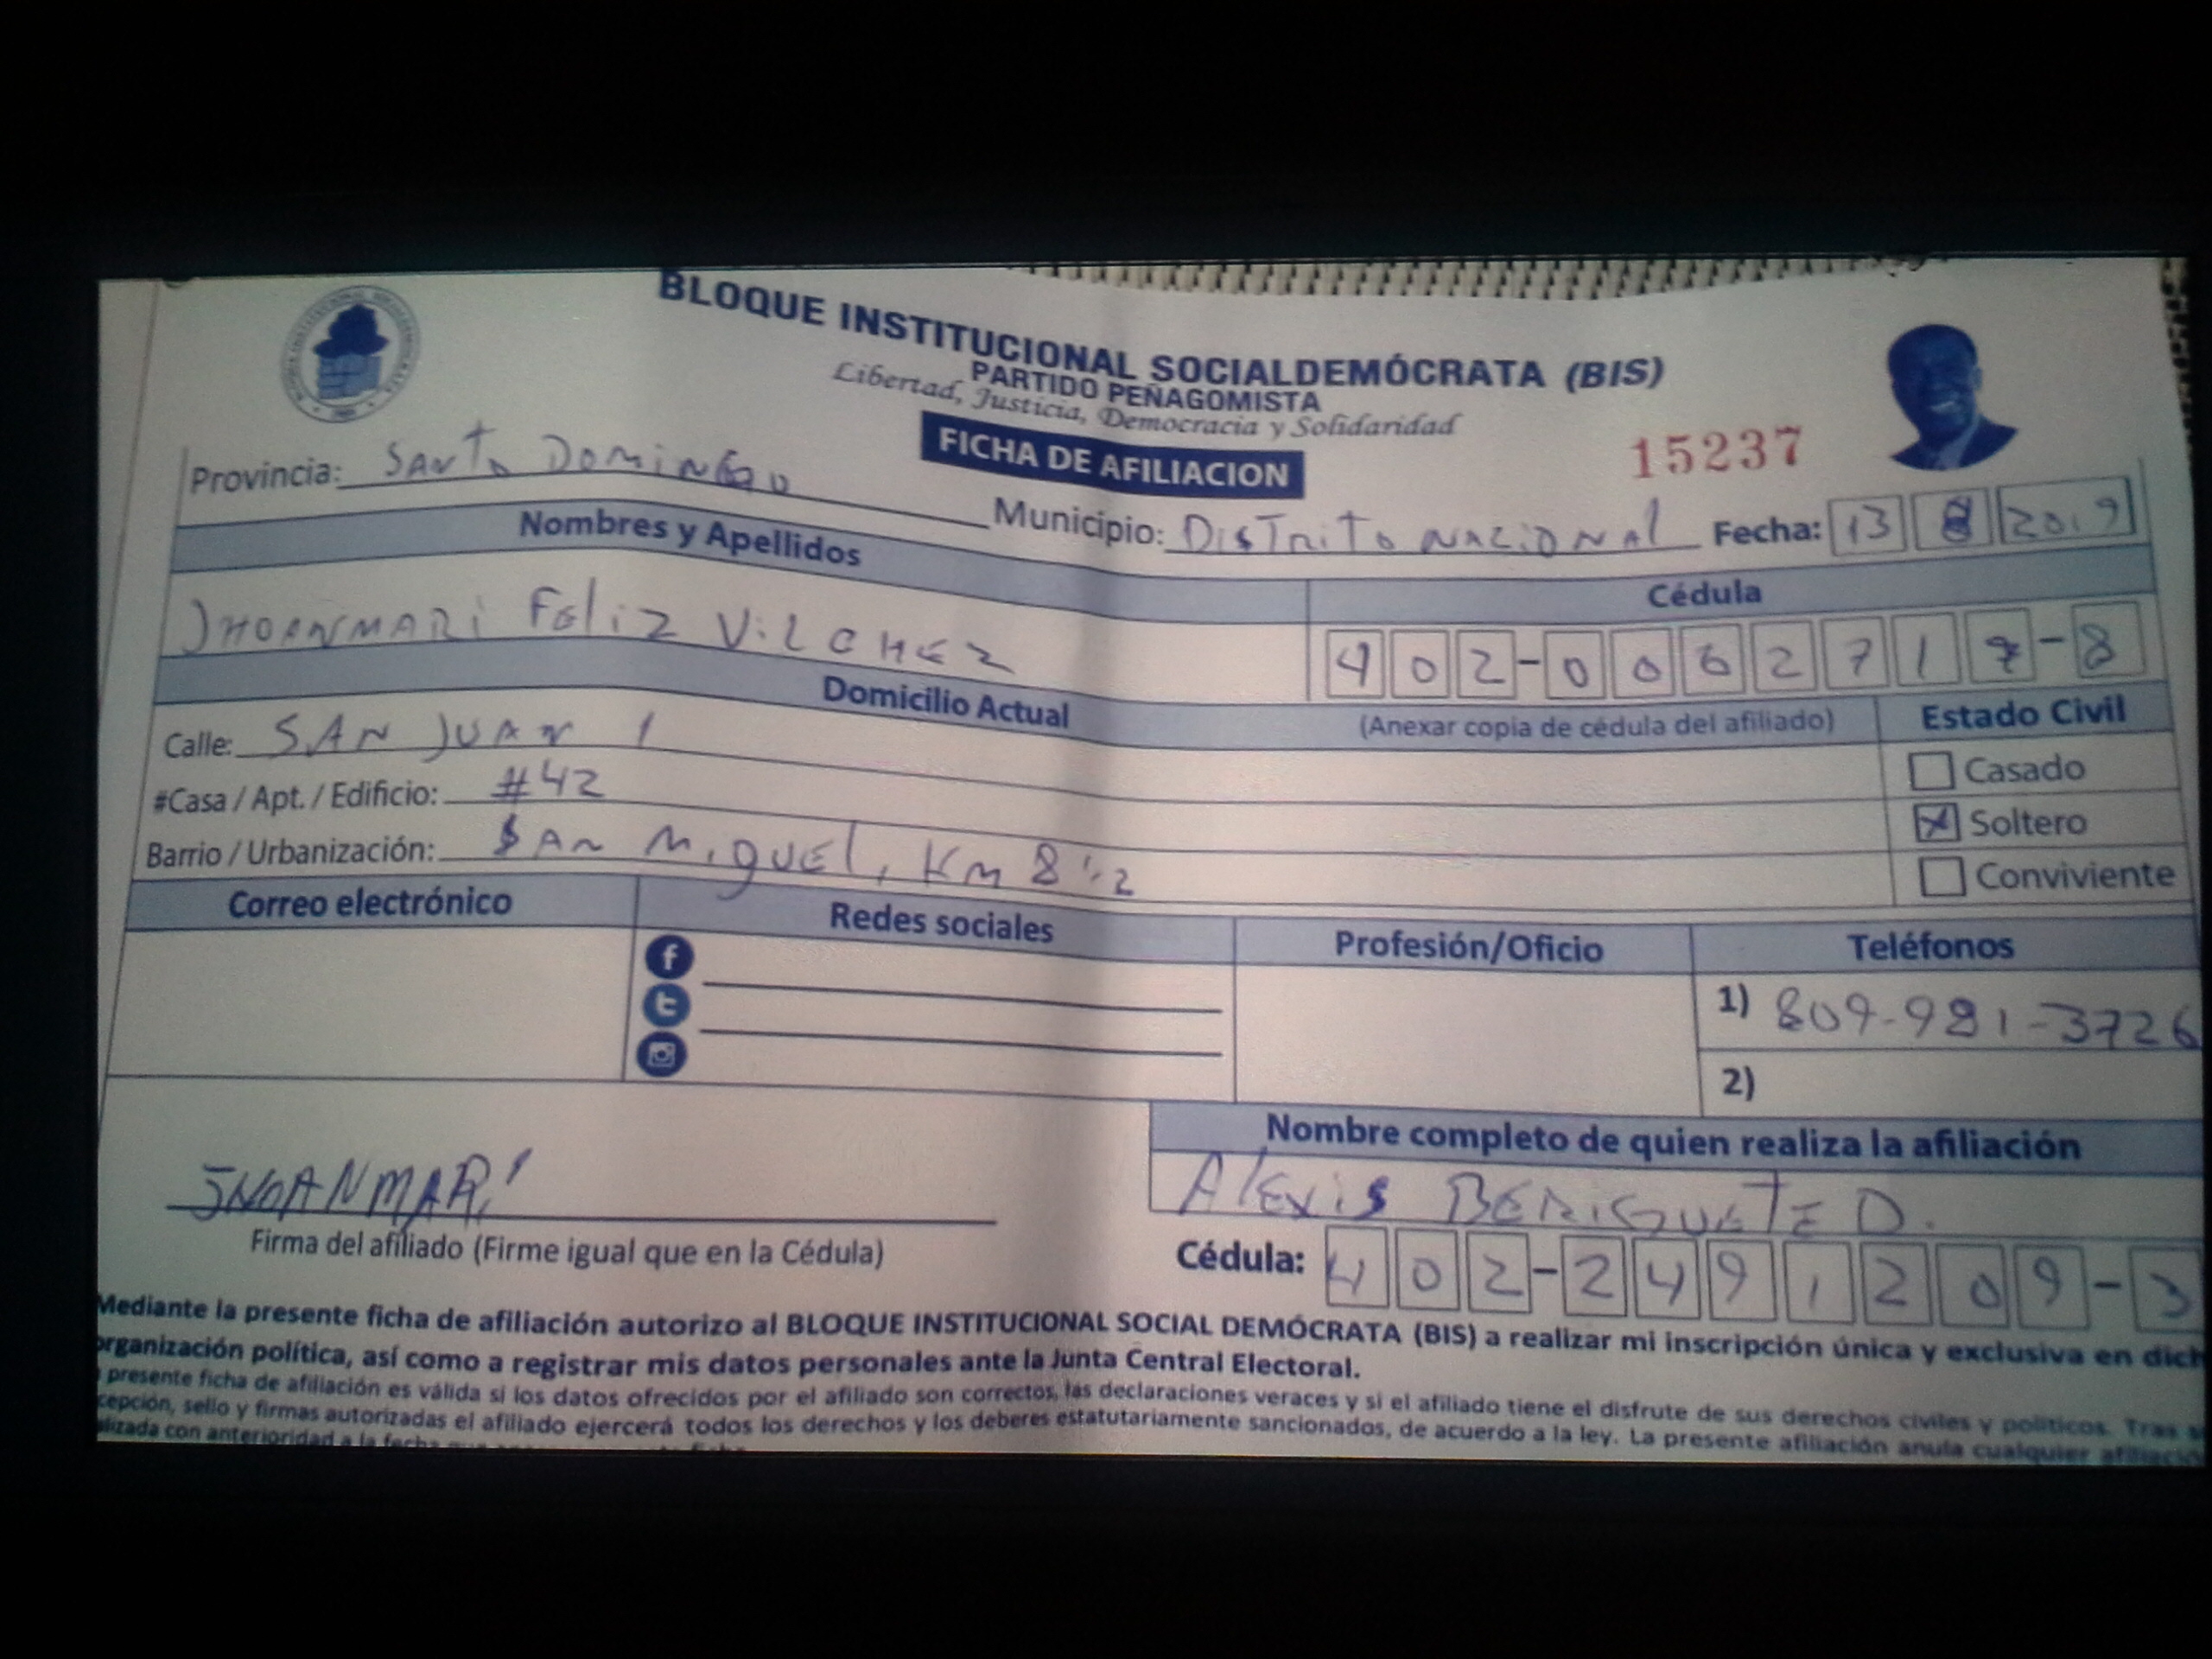 BLOQUE INSTITUCIONAL SOCIALDEMÓCRATA (BIS)
PARTIDO PEÑAGOMISTA
Libertad, Justicia, Democracia y Solidaridad
FICHA DE AFILIACION
15237
Provincia: SANTO DOMINGO Municipio: DISTRITO NACIONAL Fecha: 13 8 2019
Nombres y Apellidos Cédula
JHOANMARI FELIZ VILCHEZ 402-0062717-8
Domicilio Actual (Anexar copia de cédula del afiliado) Estado Civil
Calle: SAN JUAN 1 Casado
#Casa / Apt. / Edificio: #42 X Soltero
Barrio / Urbanización: SAN MIGUEL, KM 8 1/2 Conviviente
Correo electrónico Redes sociales Profesión/Oficio Teléfonos
1) 809-981-3726
2)
Nombre completo de quien realiza la afiliación
JHOANMARI ALEXIS BERIGUETE D.
Firma del afiliado (Firme igual que en la Cédula) Cédula: 402-2491209-3
Mediante la presente ficha de afiliación autorizo al BLOQUE INSTITUCIONAL SOCIAL DEMÓCRATA (BIS) a realizar mi inscripción única y exclusiva en dich
organización política, así como a registrar mis datos personales ante la Junta Central Electoral.
presente ficha de afiliación es válida si los datos ofrecidos por el afiliado son correctos, las declaraciones veraces y si el afiliado tiene el disfrute de sus derechos civiles y políticos. Tras s
cepción, sello y firmas autorizadas el afiliado ejercerá todos los derechos y los deberes estatutariamente sancionados, de acuerdo a la ley. La presente afiliación anula cualquier afiliació
alizada con anterioridad a la fecha